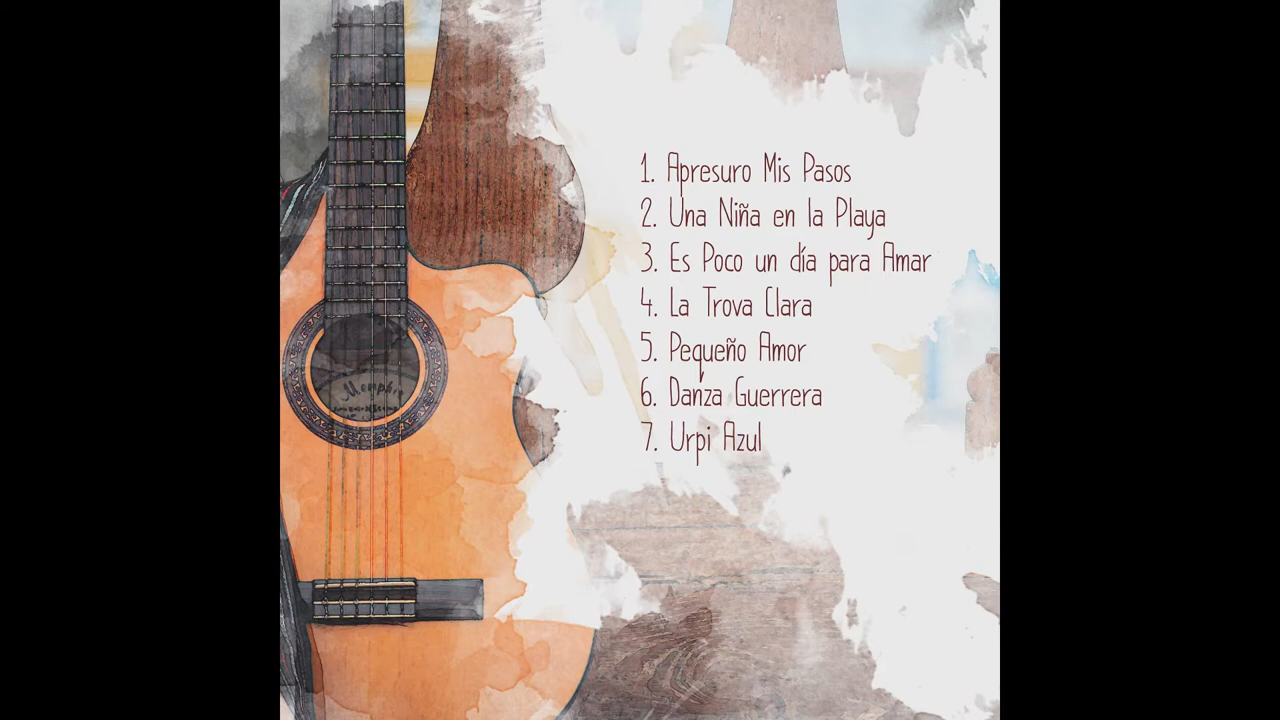 1. Apresuro Mis Pasos
2. Una Niña en la Playa
3. Es Poco un día para Amar
4. La Trova Clara
5. Pequeño Amor
6. Danza Guerrera
7. Urpi Azul
Memphis